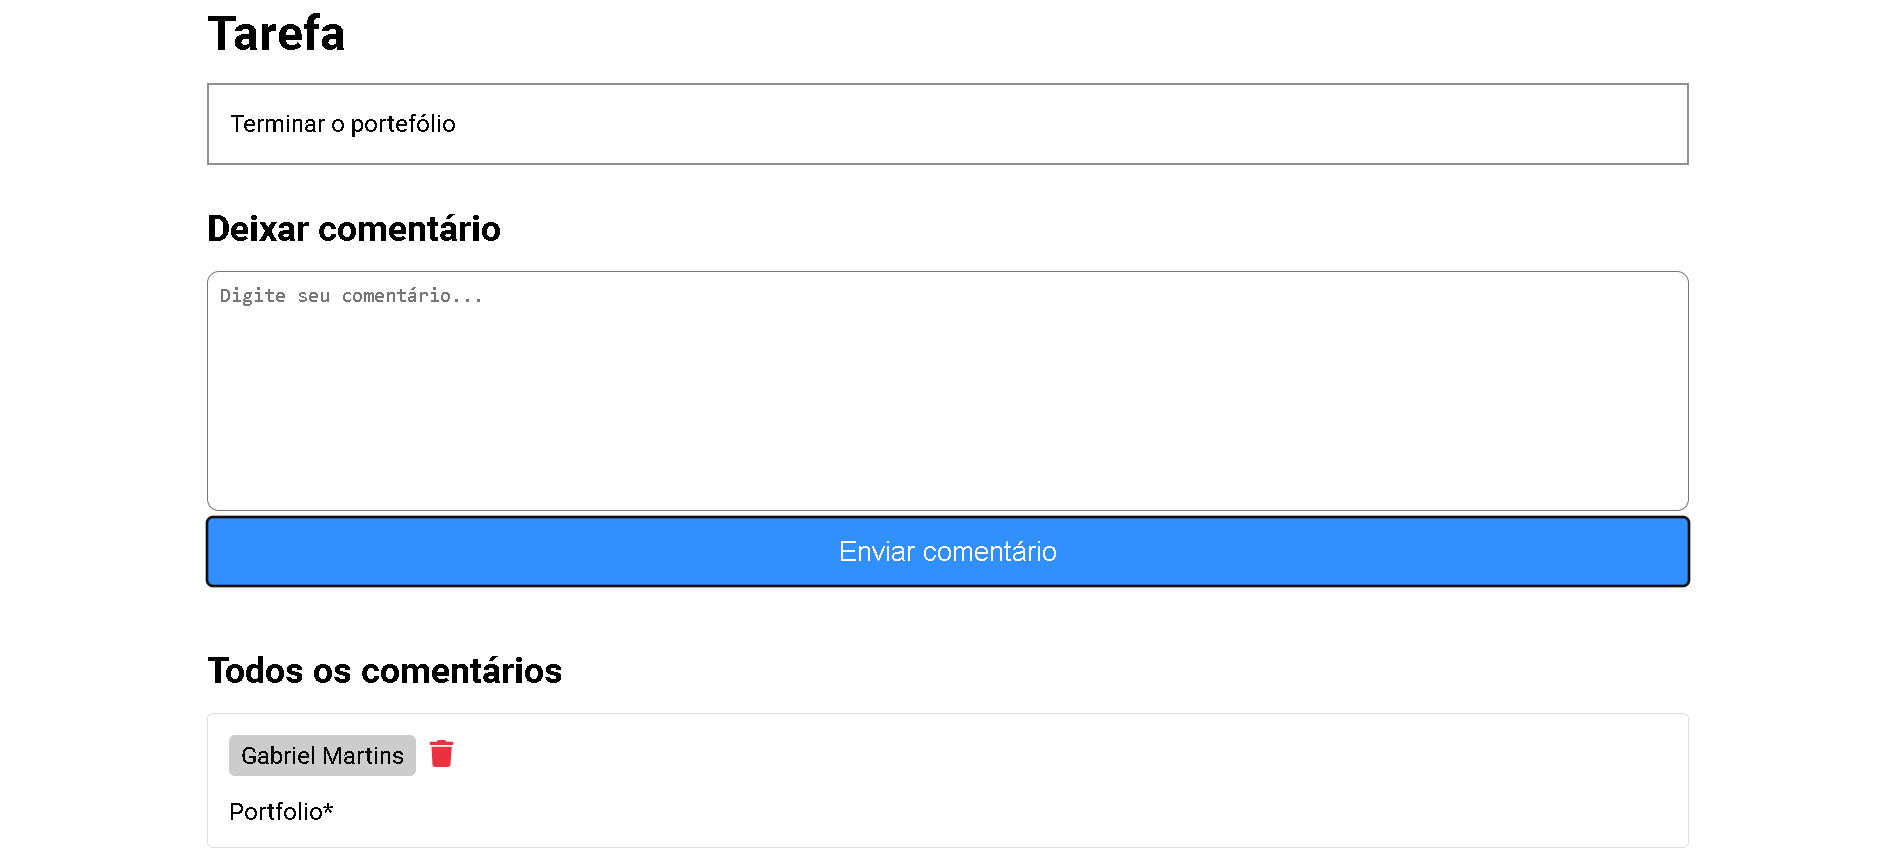 Tarefa
Terminar o portefólio
Deixar comentário
Digite seu comentário...
Enviar comentário
Todos os comentários
Gabriel Martins
Portfolio*